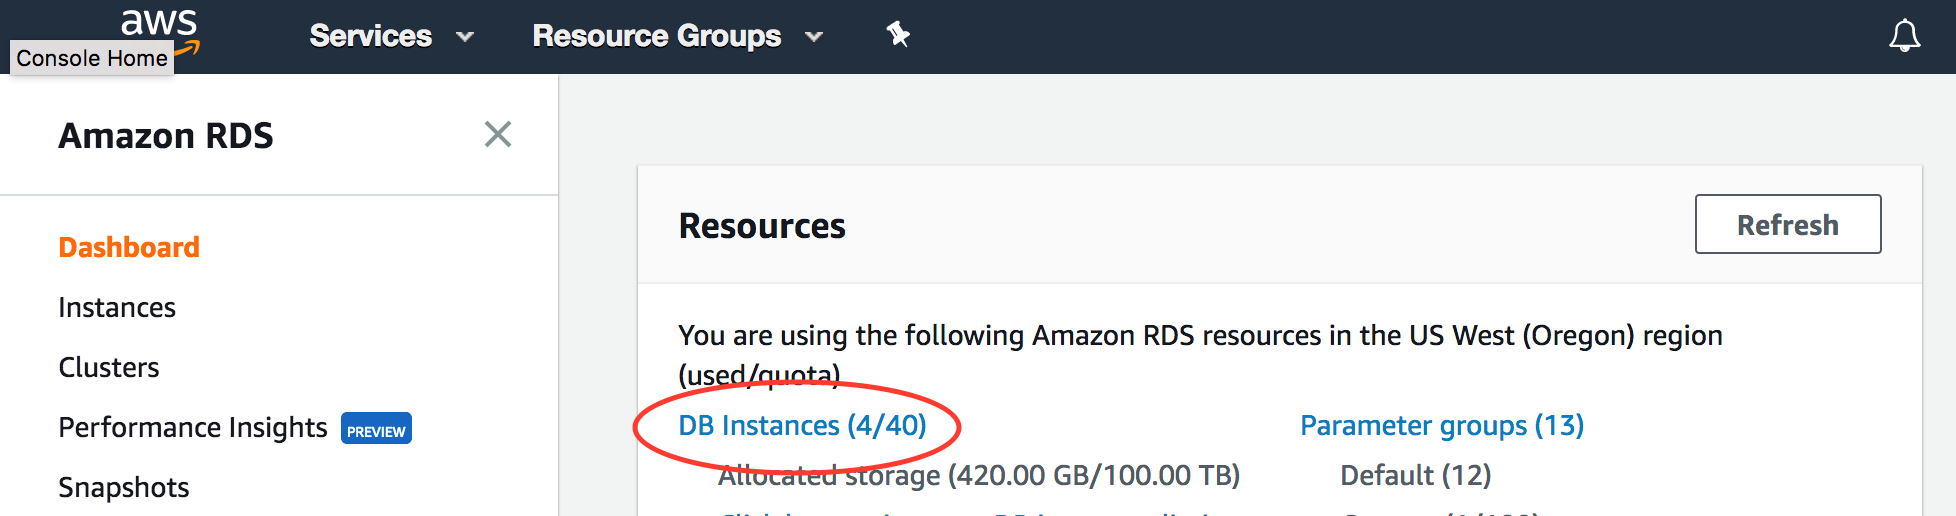 aws
Services
Resource Groups
Console Home
Amazon RDS
Dashboard
Instances
Clusters
Performance Insights PREVIEW
Snapshots
Resources
Refresh
You are using the following Amazon RDS resources in the US West (Oregon) region
(used/quota)
DB Instances (4/40)
Allocated storage (420.00 GB/100.00 TB)
Parameter groups (13)
Default (12)